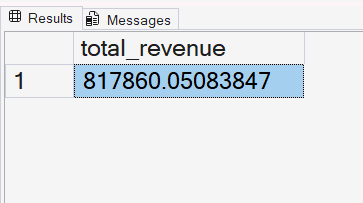 Results Messages
total_revenue
1 817860.05083847